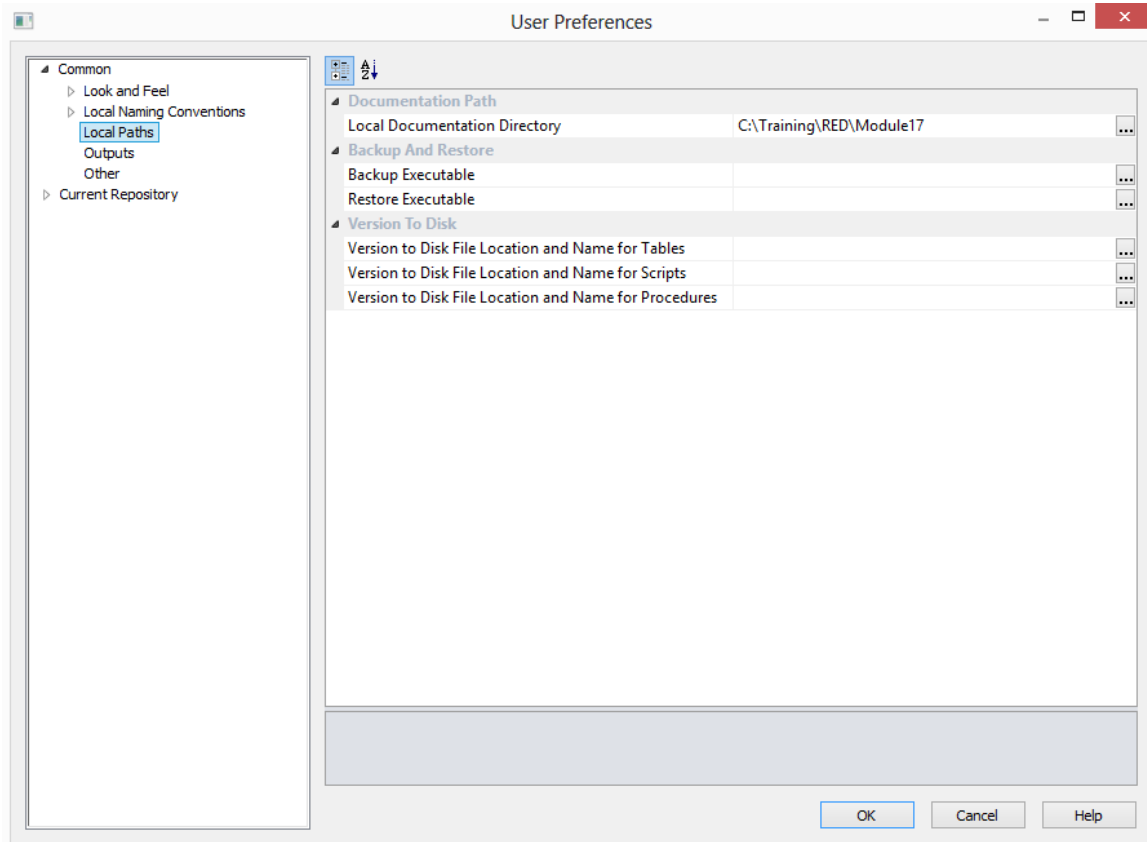 User Preferences
Common
Look and Feel
Local Naming Conventions
Local Paths
Outputs
Other
Current Repository
Documentation Path
Local Documentation Directory C:\Training\RED\Module17 ...
Backup And Restore
Backup Executable ...
Restore Executable ...
Version To Disk
Version to Disk File Location and Name for Tables ...
Version to Disk File Location and Name for Scripts ...
Version to Disk File Location and Name for Procedures ...
OK Cancel Help